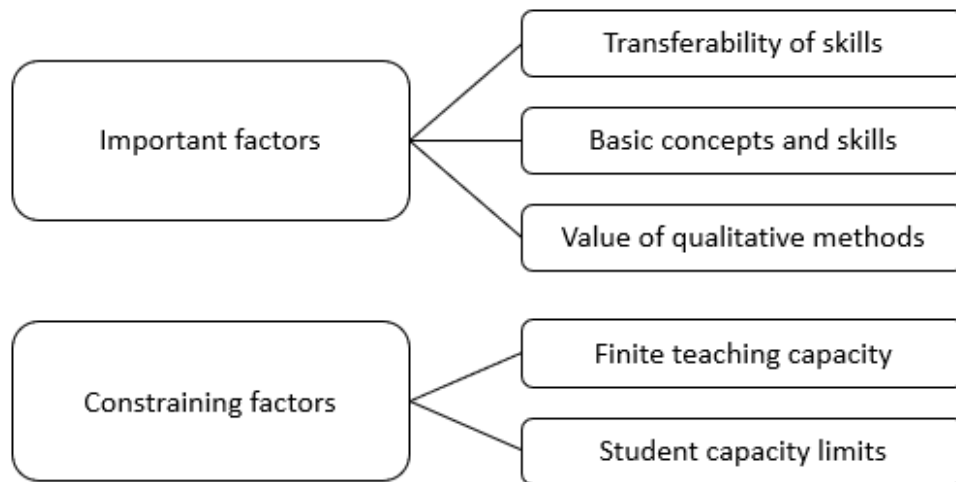 Important factors
Transferability of skills
Basic concepts and skills
Value of qualitative methods
Constraining factors
Finite teaching capacity
Student capacity limits